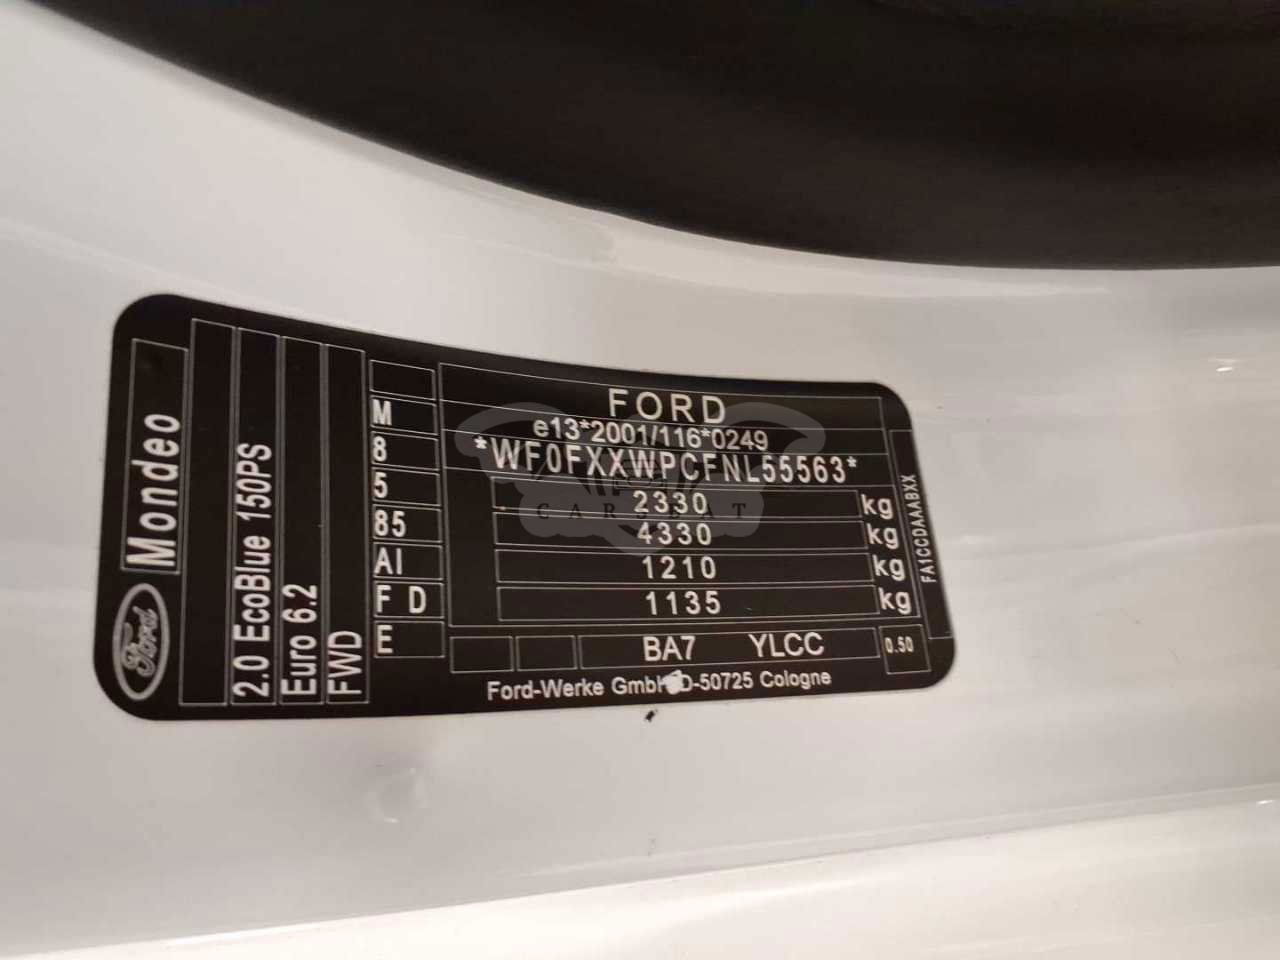 Ford
Mondeo
2.0 EcoBlue 150PS
Euro 6.2
FWD
M
8
5
85
AI
F D
E
FORD
e13*2001/116*0249
*WF0FXXWPCFNL55563*
2330 kg
4330 kg
1210 kg
1135 kg
BA7 YLCC
0.50
Ford-Werke GmbH D-50725 Cologne
FA1CCDAAABXX